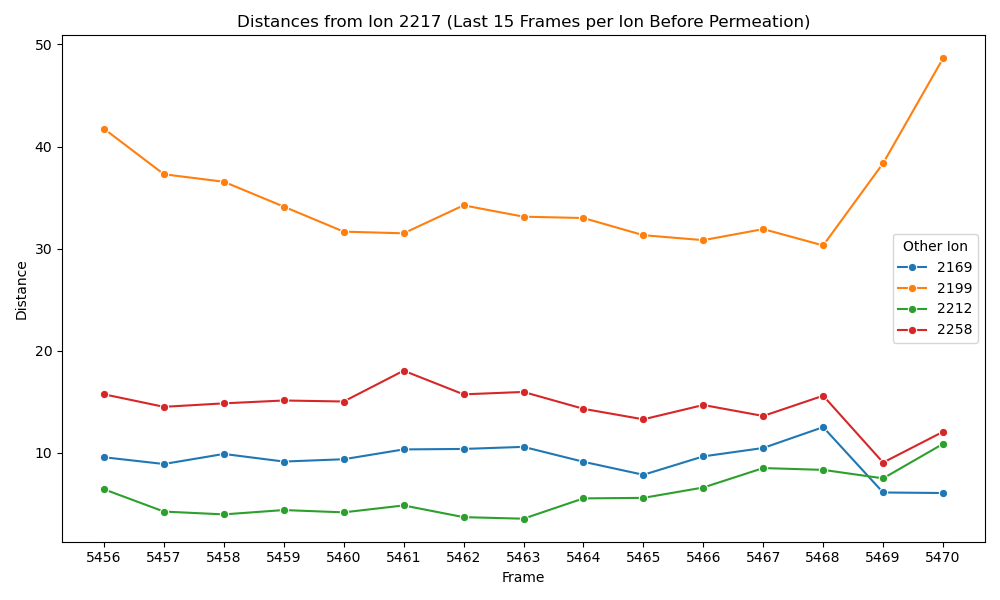 Distances from Ion 2217 (Last 15 Frames per Ion Before Permeation)
Distance
50
40
30
20
10
Other Ion
2169
2199
2212
2258
5456 5457 5458 5459 5460 5461 5462 5463 5464 5465 5466 5467 5468 5469 5470
Frame